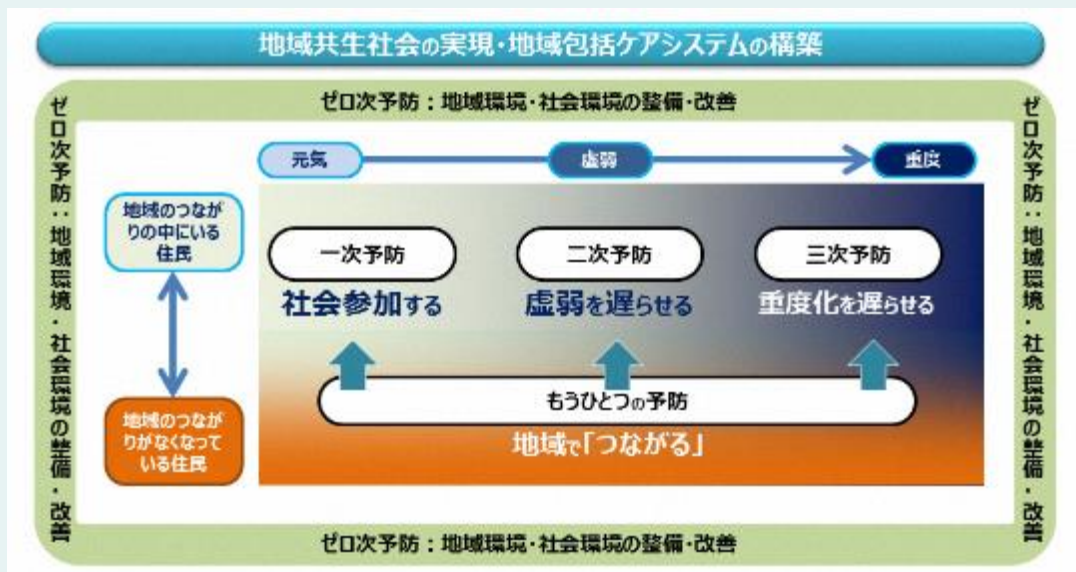 地域共生社会の実現・地域包括ケアシステムの構築
ゼロ次予防：地域環境・社会環境の整備・改善
ゼロ次予防：地域環境・社会環境の整備・改善
元気
虚弱
重度
地域のつなが
りの中にいる
住民
一次予防
社会参加する
二次予防
虚弱を遅らせる
三次予防
重度化を遅らせる
地域のつなが
りがなくなって
いる住民
もうひとつの予防
地域で「つながる」
ゼロ次予防：地域環境・社会環境の整備・改善
ゼロ次予防：地域環境・社会環境の整備・改善